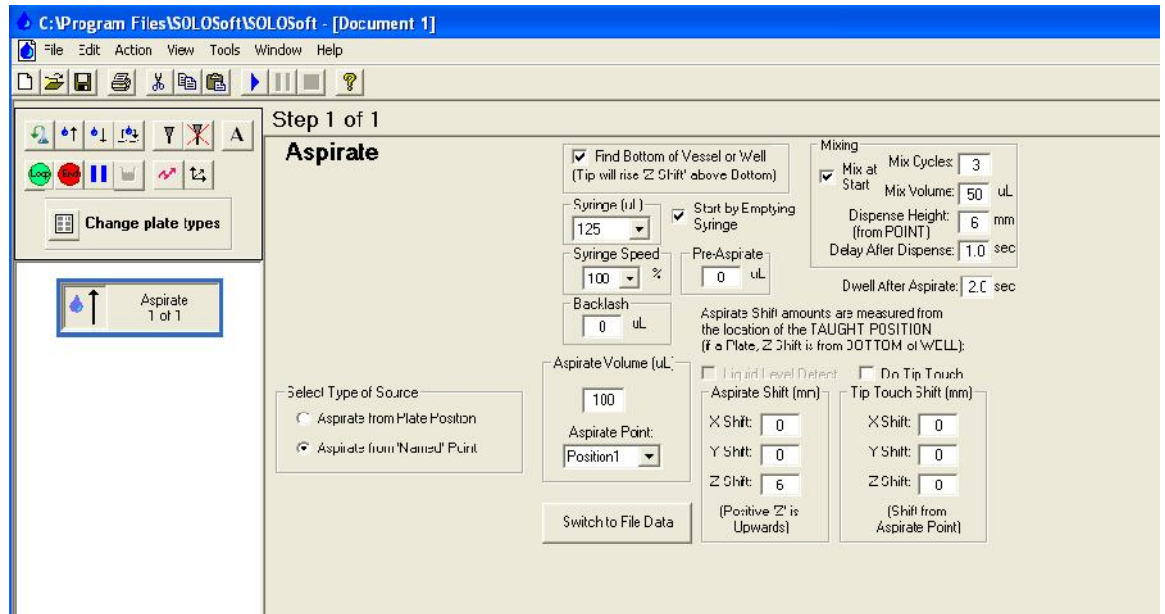 C:\Program Files\SOLOSoft\SOLOSoft - [Document 1]
File Edit Action View Tools Window Help
A
Loop End
Change plate types
Aspirate
1 of 1
Step 1 of 1
Aspirate
Select Type of Source
Aspirate from Plate Position
Aspirate from 'Named' Point
Find Bottom of Vessel or Well
(Tip will rise 'Z Shift' above Bottom)
Syringe (uL)
125
Start by Emptying
Syringe
Syringe Speed
100 %
Pre-Aspirate
0 uL
Backlash
0 uL
Aspirate Volume (uL)
100
Aspirate Point:
Position1
Switch to File Data
Mixing
Mix at
Start
Mix Cycles: 3
Mix Volume: 50 uL
Dispense Height: 6 mm
(from POINT)
Delay After Dispense: 1.0 sec
Dwell After Aspirate: 2.0 sec
Aspirate Shift amounts are measured from
the location of the TAUGHT POSITION
(if a Plate, Z Shift is from BOTTOM of WELL):
Liquid Level Detect
Do Tip Touch
Aspirate Shift (mm)
X Shift: 0
Y Shift: 0
Z Shift: 6
(Positive 'Z' is
Upwards)
Tip Touch Shift (mm)
X Shift: 0
Y Shift: 0
Z Shift: 0
(Shift from
Aspirate Point)